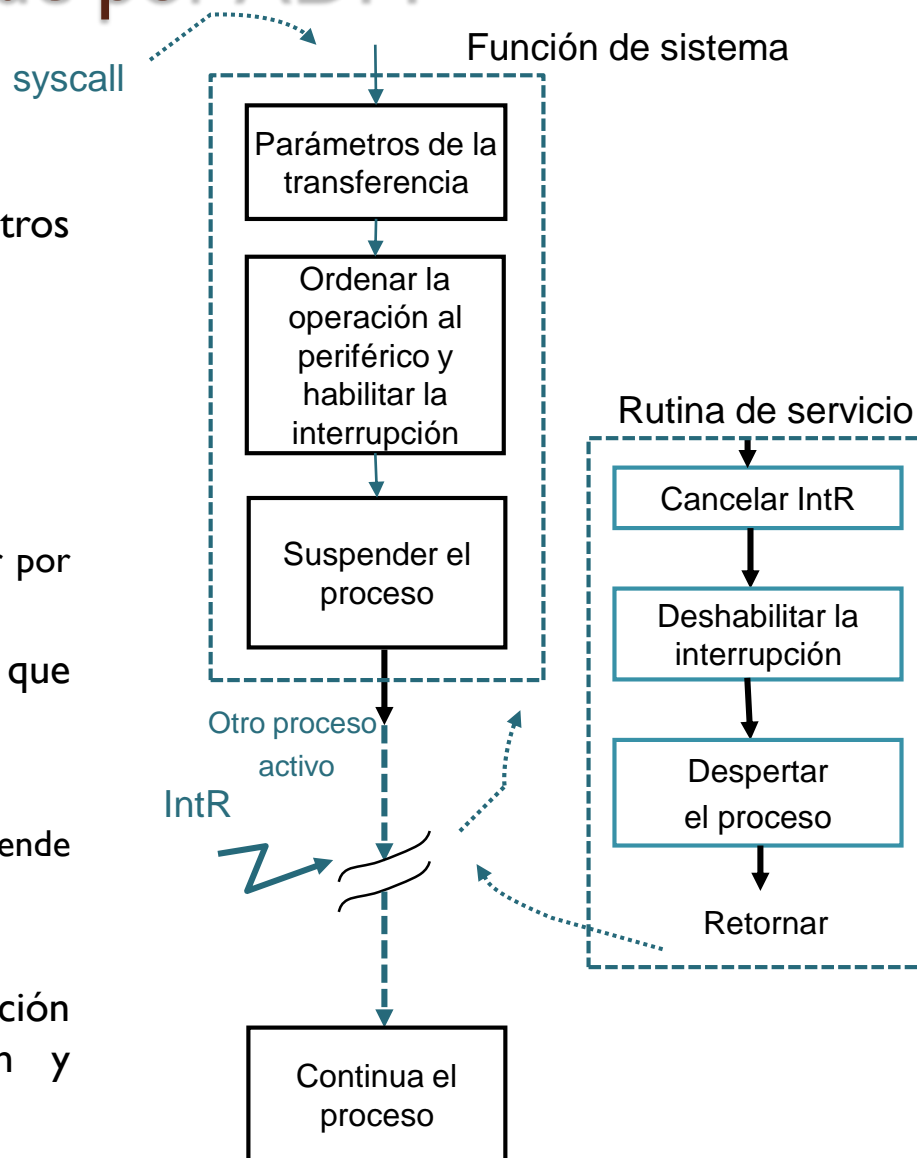 syscall
Función de sistema
Parámetros de la
transferencia
Ordenar la
operación al
periférico y
habilitar la
interrupción
Suspender el
proceso
Otro proceso
activo
IntR
Continua el
proceso
Rutina de servicio
Cancelar IntR
Deshabilitar la
interrupción
Despertar
el proceso
Retornar
tros
por
que
ende
ción
y